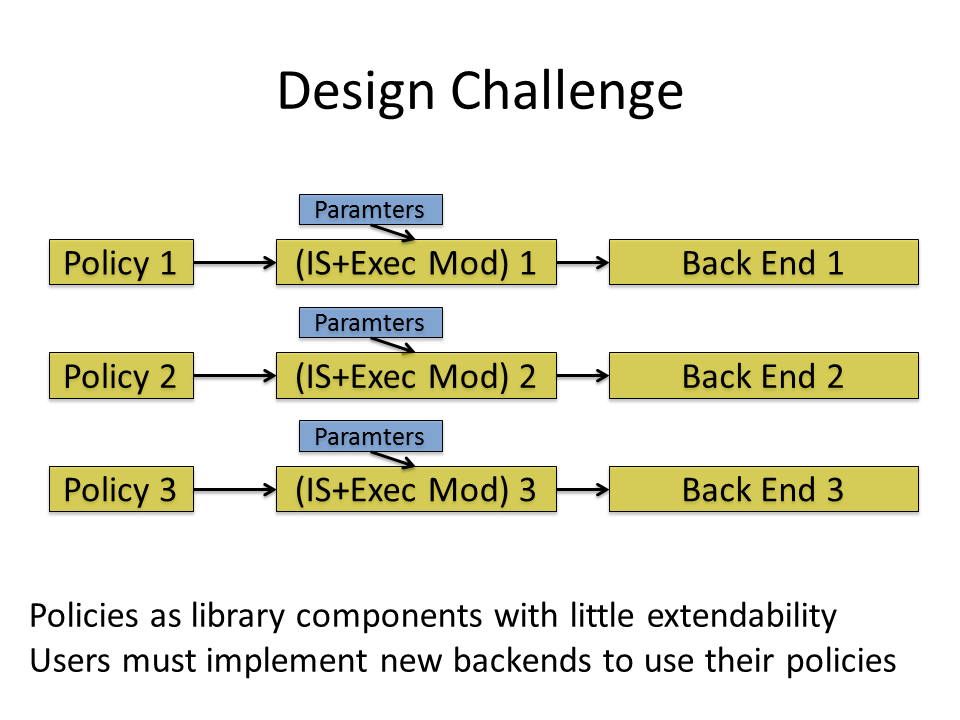 Design Challenge
Paramters
Policy 1
(IS+Exec Mod) 1
Back End 1
Paramters
Policy 2
(IS+Exec Mod) 2
Back End 2
Paramters
Policy 3
(IS+Exec Mod) 3
Back End 3
Policies as library components with little extendability
Users must implement new backends to use their policies